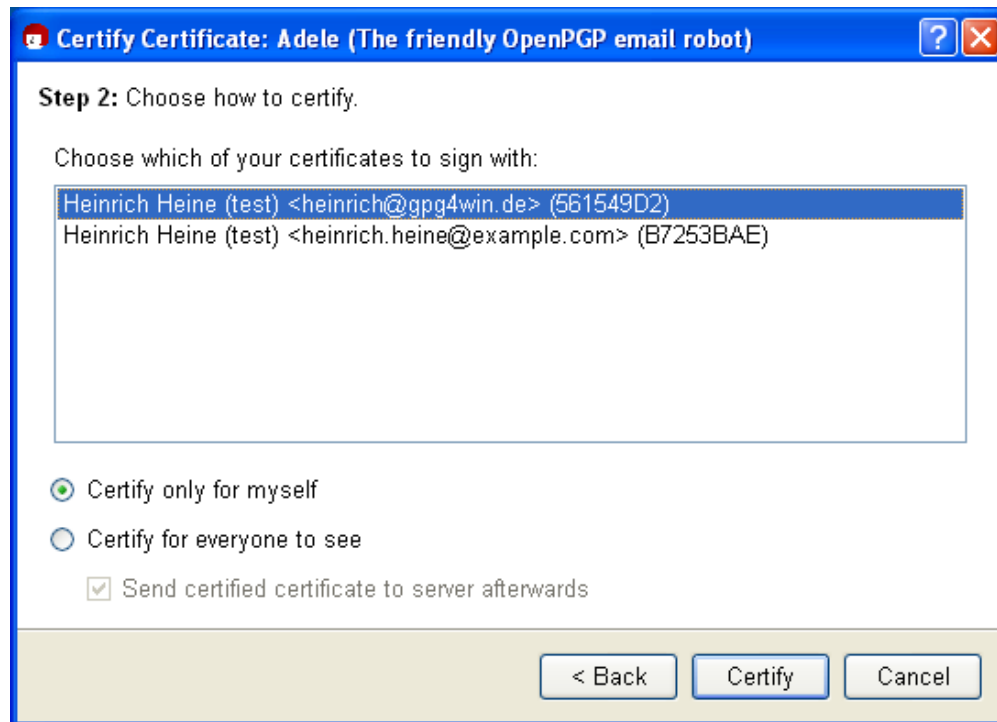 Certify Certificate: Adele (The friendly OpenPGP email robot)
Step 2: Choose how to certify.
Choose which of your certificates to sign with:
Heinrich Heine (test) <heinrich@gpg4win.de> (561549D2)
Heinrich Heine (test) <heinrich.heine@example.com> (B7253BAE)
Certify only for myself
Certify for everyone to see
Send certified certificate to server afterwards
< Back Certify Cancel